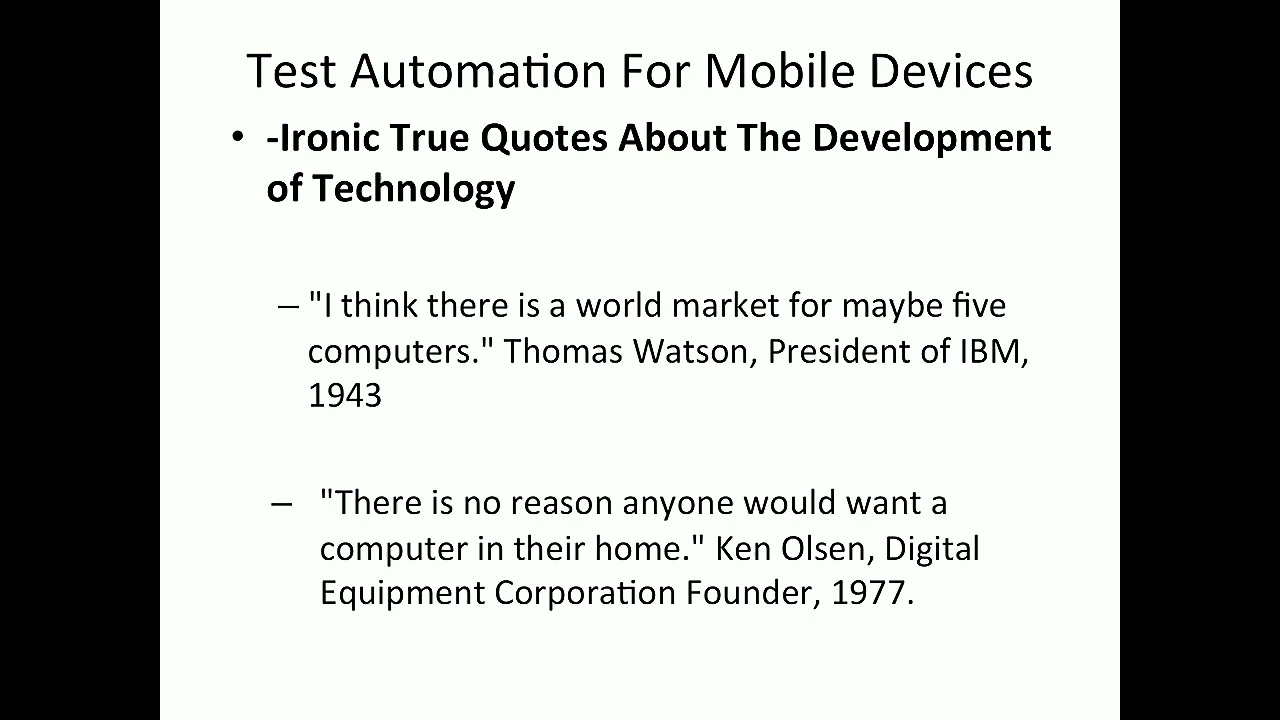 Test Automation For Mobile Devices
• -Ironic True Quotes About The Development
of Technology
– "I think there is a world market for maybe five
computers." Thomas Watson, President of IBM,
1943
– "There is no reason anyone would want a
computer in their home." Ken Olsen, Digital
Equipment Corporation Founder, 1977.